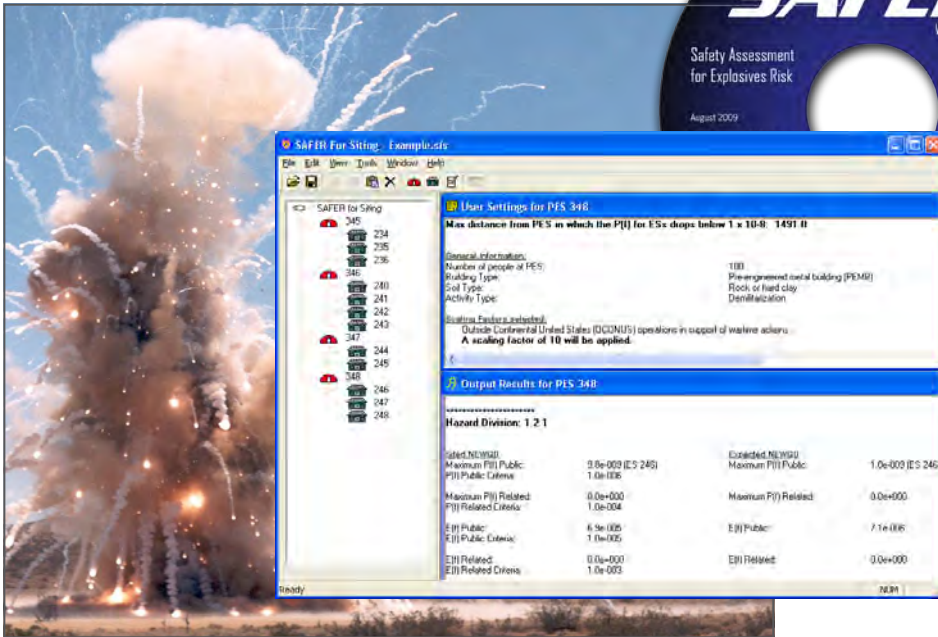 SAFER
Safety Assessment
for Explosives Risk
August 2009
SAFER For Siting - Example.sfs
File Edit View Tools Window Help
SAFER for Siting
345
234
235
236
346
240
241
242
243
347
244
245
348
246
247
248
User Settings for PES 348
Max distance from PES in which the P(f) for ESs drops below 1 x 10-8: 1491 ft
General Information:
Number of people at PES: 100
Building Type: Pre-engineered metal building (PEMB)
Soil Type: Rock or hard clay
Activity Type: Demilitarization
Scaling Factors selected:
Outside Continental United States (OCONUS) operations in support of wartime actions
A scaling factor of 10 will be applied.
Output Results for PES 348
**********************
Hazard Division: 1.2.1
Expected NEWQD
Maximum P(f) Public: 9.8e-009 (ES 246) Maximum P(f) Public: 1.0e-009 (ES 246
P(f) Public Criteria: 1.0e-006
Maximum P(f) Related: 0.0e+000 Maximum P(f) Related: 0.0e+000
P(f) Related Criteria: 1.0e-004
E(f) Public: 6.9e-005 E(f) Public: 7.1e-006
E(f) Public Criteria: 1.0e-005
E(f) Related: 0.0e+000 E(f) Related: 0.0e+000
E(f) Related Criteria: 1.0e-003
Ready NUM